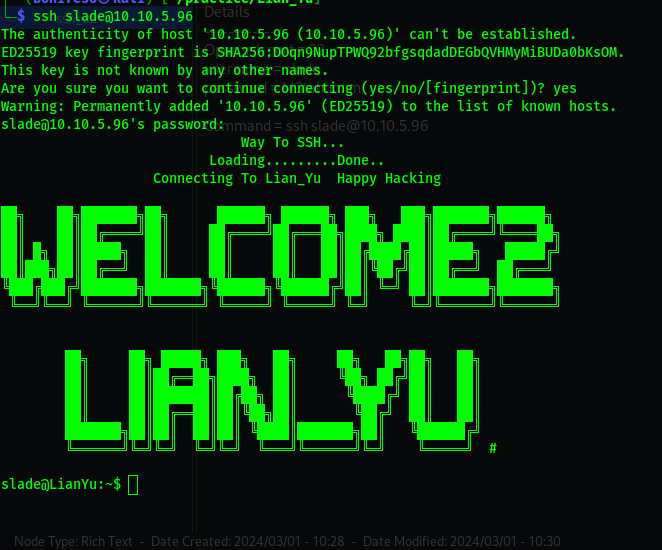 ssh slade@10.10.5.96
The authenticity of host '10.10.5.96 (10.10.5.96)' can't be established.
ED25519 key fingerprint is SHA256:DOqn9NupTPWQ92bfgsqdadDEGbQVHMyMiBUDa0bKsOM.
This key is not known by any other names.
Are you sure you want to continue connecting (yes/no/[fingerprint])? yes
Warning: Permanently added '10.10.5.96' (ED25519) to the list of known hosts.
slade@10.10.5.96's password:
Command = ssh slade@10.10.5.96
Way To SSH...
Loading.........Done..
Connecting To Lian_Yu  Happy Hacking
WELCOME2
LIAN_YU #
slade@LianYu:~$
Node Type: Rich Text  -  Date Created: 2024/03/01 - 10:28  -  Date Modified: 2024/03/01 - 10:30